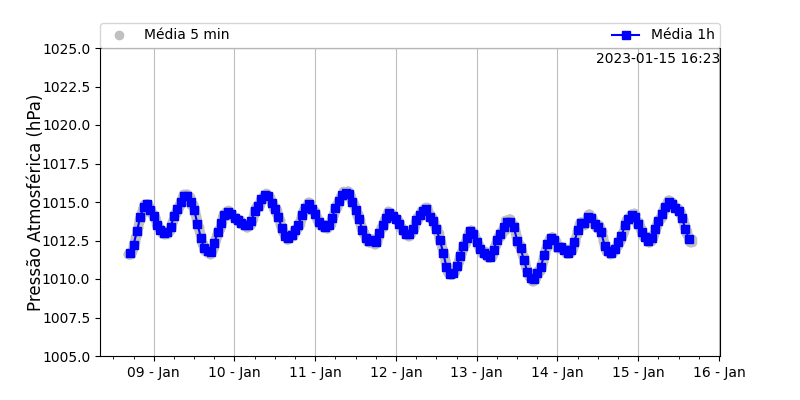 Média 5 min
Média 1h
2023-01-15 16:23
Pressão Atmosférica (hPa)
1025.0
1022.5
1020.0
1017.5
1015.0
1012.5
1010.0
1007.5
1005.0
09 - Jan
10 - Jan
11 - Jan
12 - Jan
13 - Jan
14 - Jan
15 - Jan
16 - Jan